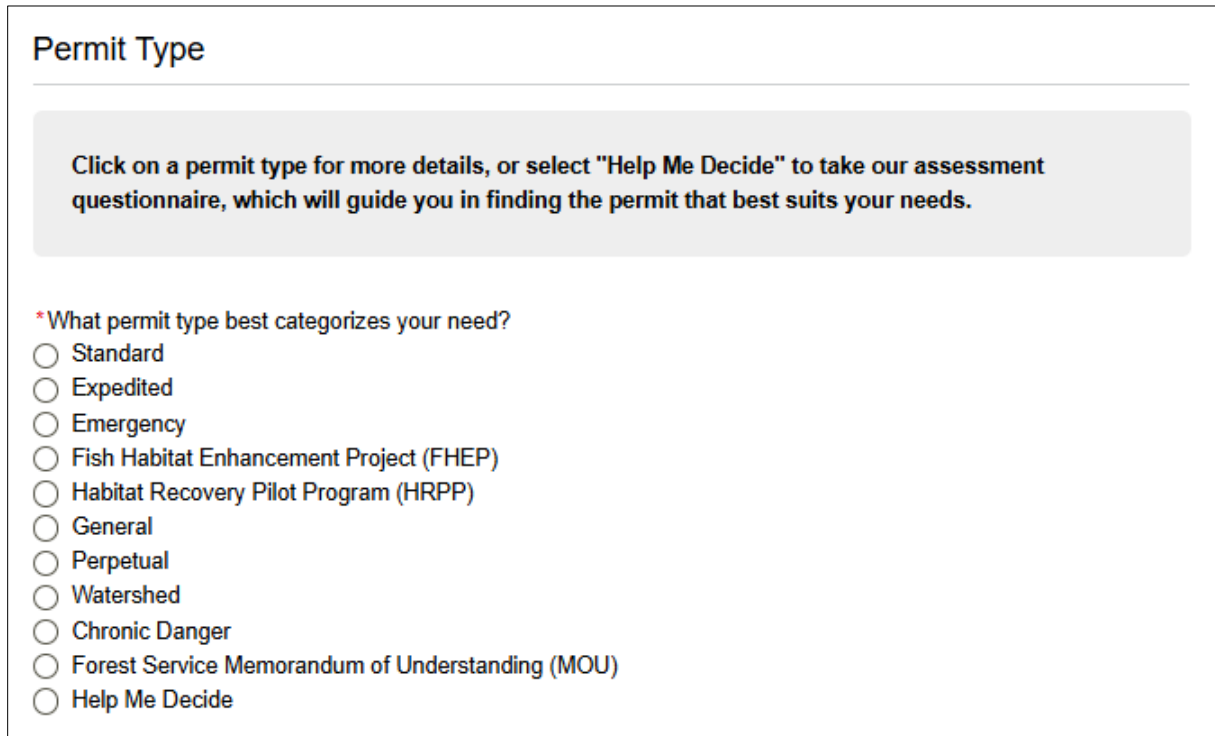 Permit Type
Click on a permit type for more details, or select "Help Me Decide" to take our assessment
questionnaire, which will guide you in finding the permit that best suits your needs.
*What permit type best categorizes your need?
Standard
Expedited
Emergency
Fish Habitat Enhancement Project (FHEP)
Habitat Recovery Pilot Program (HRPP)
General
Perpetual
Watershed
Chronic Danger
Forest Service Memorandum of Understanding (MOU)
Help Me Decide